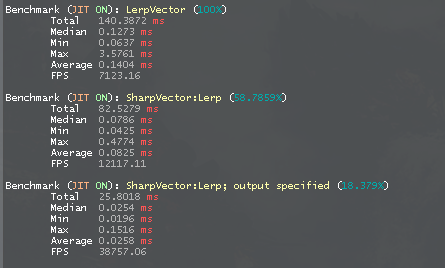 Benchmark (JIT ON): LerpVector (100%)
Total 140.3872 ms
Median 0.1273 ms
Min 0.0637 ms
Max 3.5761 ms
Average 0.1404 ms
FPS 7123.16
Benchmark (JIT ON): SharpVector:Lerp (58.7859%)
Total 82.5279 ms
Median 0.0786 ms
Min 0.0425 ms
Max 0.4774 ms
Average 0.0825 ms
FPS 12117.11
Benchmark (JIT ON): SharpVector:Lerp; output specified (18.379%)
Total 25.8018 ms
Median 0.0254 ms
Min 0.0196 ms
Max 0.1516 ms
Average 0.0258 ms
FPS 38757.06